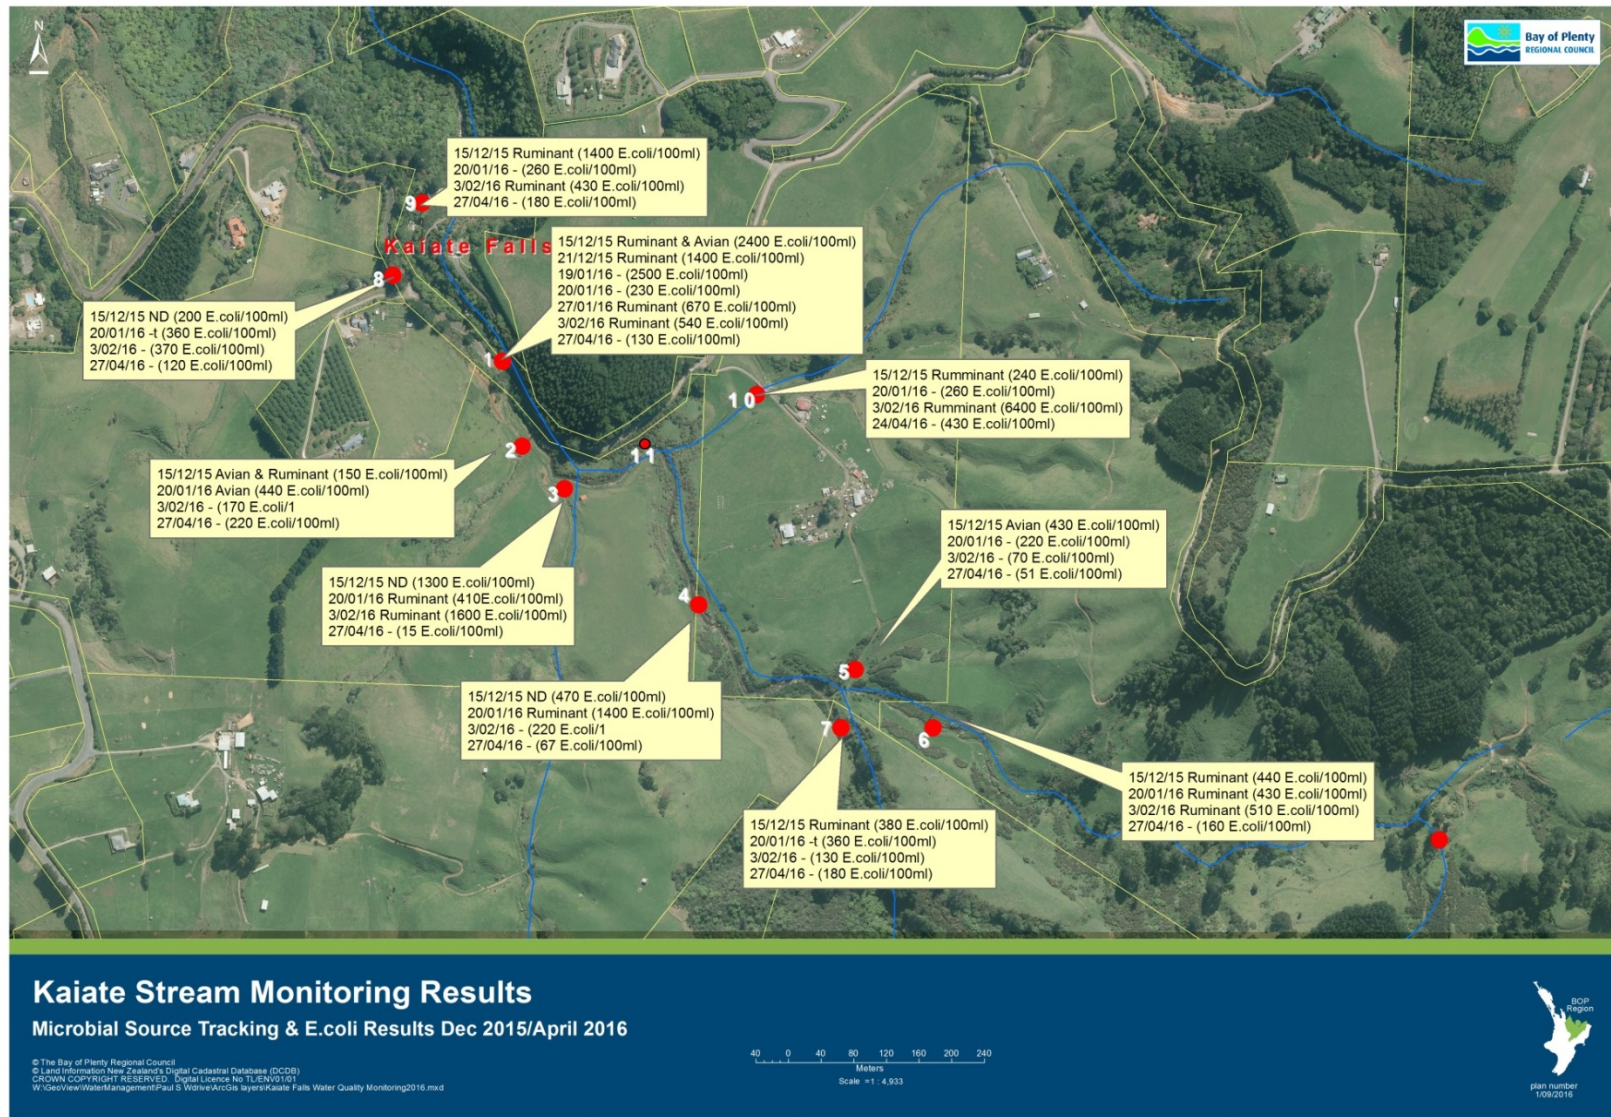 N
Bay of Plenty
REGIONAL COUNCIL
15/12/15 Ruminant (1400 E.coli/100ml)
20/01/16 - (260 E.coli/100ml)
3/02/16 Ruminant (430 E.coli/100ml)
27/04/16 - (180 E.coli/100ml)
9
Kaiate Falls
15/12/15 Ruminant & Avian (2400 E.coli/100ml)
21/12/15 Ruminant (1400 E.coli/100ml)
19/01/16 - (2500 E.coli/100ml)
20/01/16 - (230 E.coli/100ml)
27/01/16 Ruminant (670 E.coli/100ml)
3/02/16 Ruminant (540 E.coli/100ml)
27/04/16 - (130 E.coli/100ml)
8
15/12/15 ND (200 E.coli/100ml)
20/01/16 -t (360 E.coli/100ml)
3/02/16 - (370 E.coli/100ml)
27/04/16 - (120 E.coli/100ml)
1
15/12/15 Rumminant (240 E.coli/100ml)
20/01/16 - (260 E.coli/100ml)
3/02/16 Rumminant (6400 E.coli/100ml)
24/04/16 - (430 E.coli/100ml)
10
2
11
15/12/15 Avian & Ruminant (150 E.coli/100ml)
20/01/16 Avian (440 E.coli/100ml)
3/02/16 - (170 E.coli/1
27/04/16 - (220 E.coli/100ml)
3
15/12/15 Avian (430 E.coli/100ml)
20/01/16 - (220 E.coli/100ml)
3/02/16 - (70 E.coli/100ml)
27/04/16 - (51 E.coli/100ml)
15/12/15 ND (1300 E.coli/100ml)
20/01/16 Ruminant (410E.coli/100ml)
3/02/16 Ruminant (1600 E.coli/100ml)
27/04/16 - (15 E.coli/100ml)
4
5
15/12/15 ND (470 E.coli/100ml)
20/01/16 Ruminant (1400 E.coli/100ml)
3/02/16 - (220 E.coli/1
27/04/16 - (67 E.coli/100ml)
7
6
15/12/15 Ruminant (440 E.coli/100ml)
20/01/16 Ruminant (430 E.coli/100ml)
3/02/16 Ruminant (510 E.coli/100ml)
27/04/16 - (160 E.coli/100ml)
15/12/15 Ruminant (380 E.coli/100ml)
20/01/16 -t (360 E.coli/100ml)
3/02/16 - (130 E.coli/100ml)
27/04/16 - (180 E.coli/100ml)
Kaiate Stream Monitoring Results
Microbial Source Tracking & E.coli Results Dec 2015/April 2016
© The Bay of Plenty Regional Council
© Land Information New Zealand's Digital Cadastral Database (DCDB)
CROWN COPYRIGHT RESERVED. Digital Licence No TL/ENV01/01
W:\GeoView\WaterManagement\Paul S Wdrive\ArcGis layers\Kaiate Falls Water Quality Monitoring2016.mxd
40 0 40 80 120 160 200 240
Meters
Scale =1 : 4,933
BOP
Region
plan number
1/09/2016